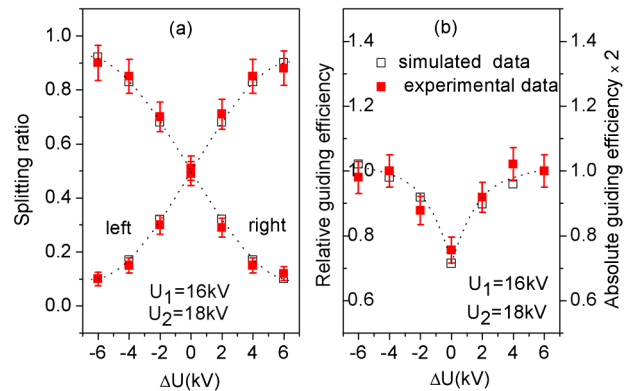 (a)
1.0
0.8
0.6
0.4
0.2
0.0
Splitting ratio
left
right
U1=16kV
U2=18kV
-6 -4 -2 0 2 4 6
ΔU(kV)
(b)
1.4
1.2
1.0
0.8
0.6
Relative guiding efficiency
simulated data
experimental data
U1=16kV
U2=18kV
-6 -4 -2 0 2 4 6
ΔU(kV)
1.4
1.2
1.0
0.8
0.6
Absolute guiding efficiency x 2